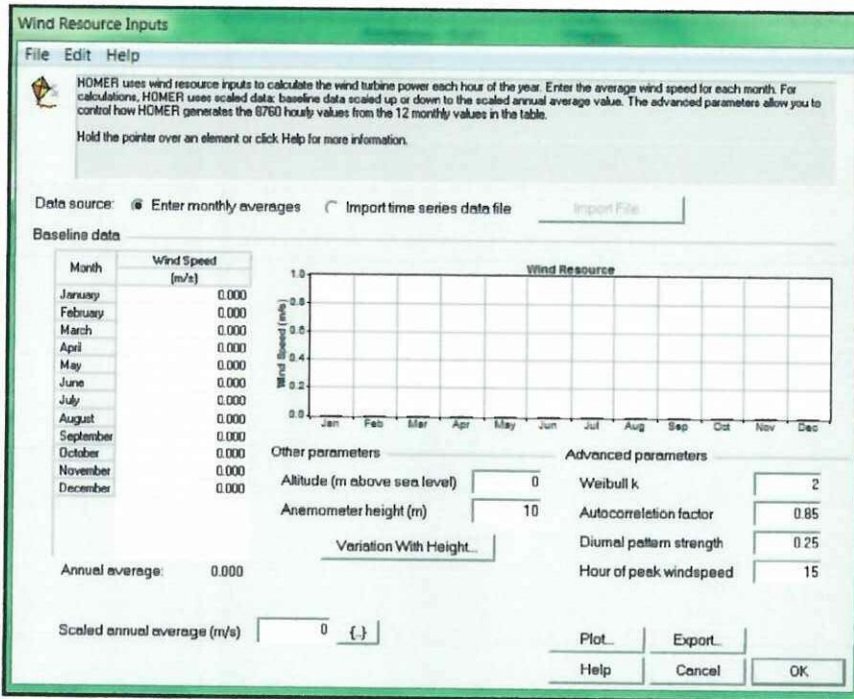 Wind Resource Inputs
File Edit Help
HOMER uses wind resource inputs to calculate the wind turbine power each hour of the year. Enter the average wind speed for each month. For
calculations, HOMER uses scaled data: baseline data scaled up or down to the scaled annual average value. The advanced parameters allow you to
control how HOMER generates the 8760 hourly values from the 12 monthly values in the table.
Hold the pointer over an element or click Help for more information.
Data source: Enter monthly averages Import time series data file Import File
Baseline data
Month Wind Speed
(m/s)
January 0.000
February 0.000
March 0.000
April 0.000
May 0.000
June 0.000
July 0.000
August 0.000
September 0.000
October 0.000
November 0.000
December 0.000
Annual average: 0.000
Wind Resource
Wind Speed (m/s)
1.0
0.8
0.6
0.4
0.2
0.0
Jan Feb Mar Apr May Jun Jul Aug Sep Oct Nov Dec
Other parameters
Altitude (m above sea level) 0
Anemometer height (m) 10
Variation With Height...
Advanced parameters
Weibull k 2
Autocorrelation factor 0.85
Diurnal pattern strength 0.25
Hour of peak windspeed 15
Scaled annual average (m/s) 0 {..}
Plot... Export...
Help Cancel OK